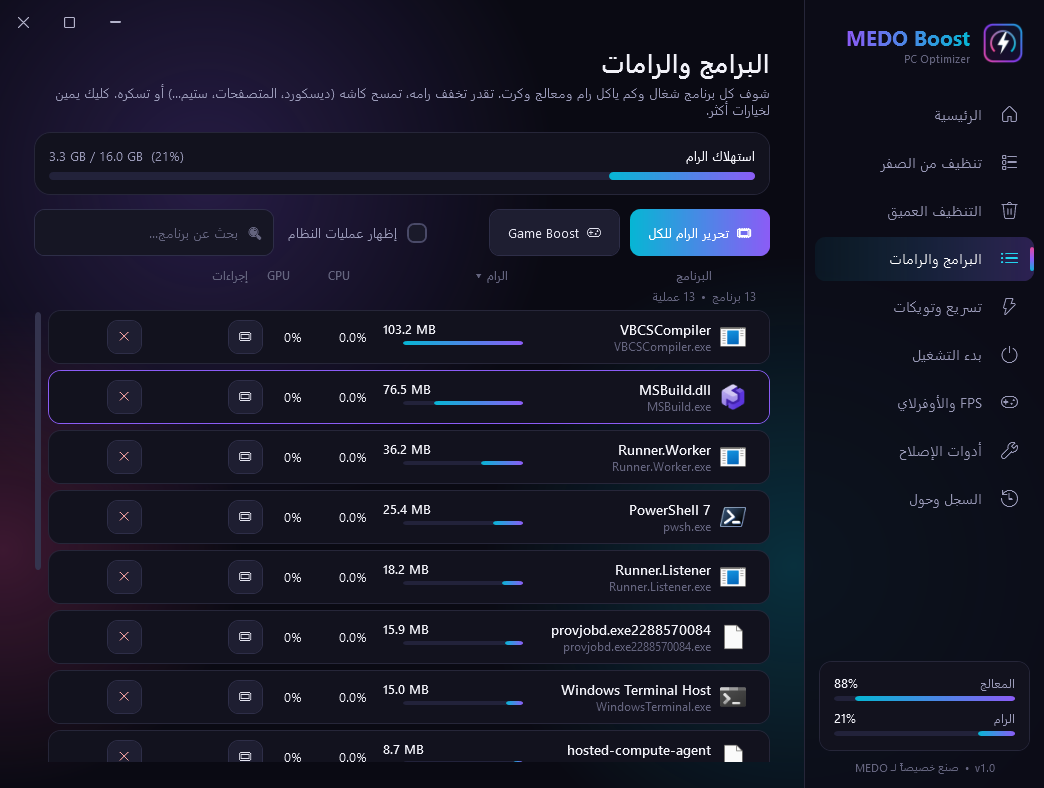 MEDO Boost
PC Optimizer
الرئيسية
تنظيف من الصفر
التنظيف العميق
البرامج والرامات
تسريع وتويكات
بدء التشغيل
FPS والأوفرلاي
أدوات الإصلاح
السجل وحول
المعالج 88%
الرام 21%
v1.0 • صنع خصيصاً لـ MEDO
البرامج والرامات
شوف كل برنامج شغال وكم ياكل رام ومعالج وكرت. تقدر تخفف رامه، تمسح كاشه (ديسكورد، المتصفحات، ستيم...) أو تسكره. كليك يمين
لخيارات أكثر.
استهلاك الرام 3.3 GB / 16.0 GB (21%)
تحرير الرام للكل
Game Boost
إظهار عمليات النظام
بحث عن برنامج...
البرنامج الرام ▾ CPU GPU إجراءات
13 برنامج • 13 عملية
VBCSCompiler 103.2 MB 0.0% 0%
VBCSCompiler.exe
MSBuild.dll 76.5 MB 0.0% 0%
MSBuild.exe
Runner.Worker 36.2 MB 0.0% 0%
Runner.Worker.exe
PowerShell 7 25.4 MB 0.0% 0%
pwsh.exe
Runner.Listener 18.2 MB 0.0% 0%
Runner.Listener.exe
provjobd.exe2288570084 15.9 MB 0.0% 0%
provjobd.exe2288570084.exe
Windows Terminal Host 15.0 MB 0.0% 0%
WindowsTerminal.exe
hosted-compute-agent 8.7 MB 0.0% 0%